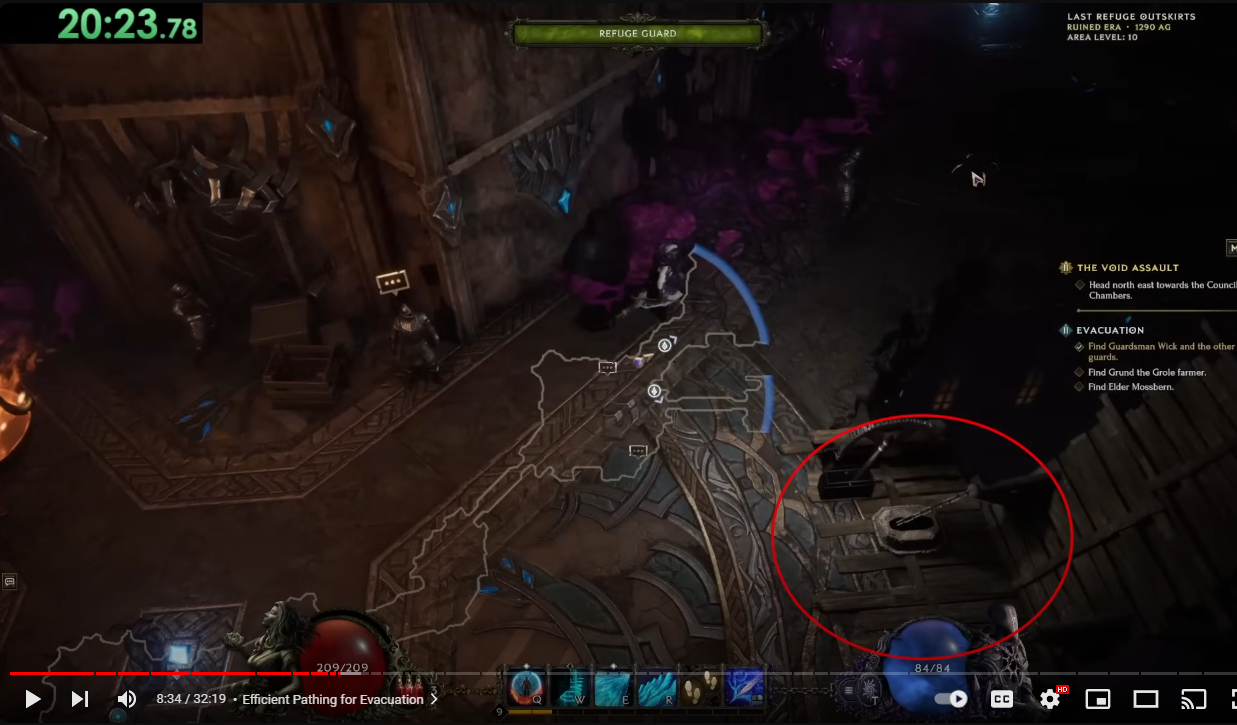 20:23.78
REFUGE GUARD
LAST REFUGE OUTSKIRTS
RUINED ERA • 1290 AG
AREA LEVEL: 10
M
THE VOID ASSAULT
Head north east towards the Council
Chambers.
EVACUATION
Find Guardsman Wick and the other
guards.
Find Grund the Grole farmer.
Find Elder Mossbern.
209/209
84/84
Q
W
E
R
T
9
8:34 / 32:19 • Efficient Pathing for Evacuation
CC
HD